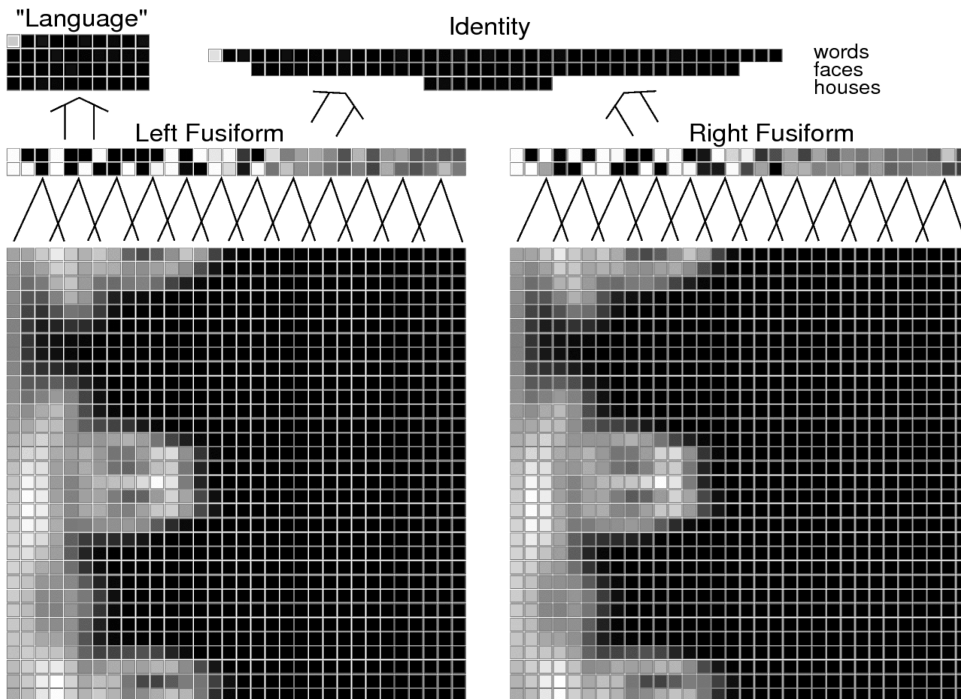 "Language"
Identity
words
faces
houses
Left Fusiform
Right Fusiform